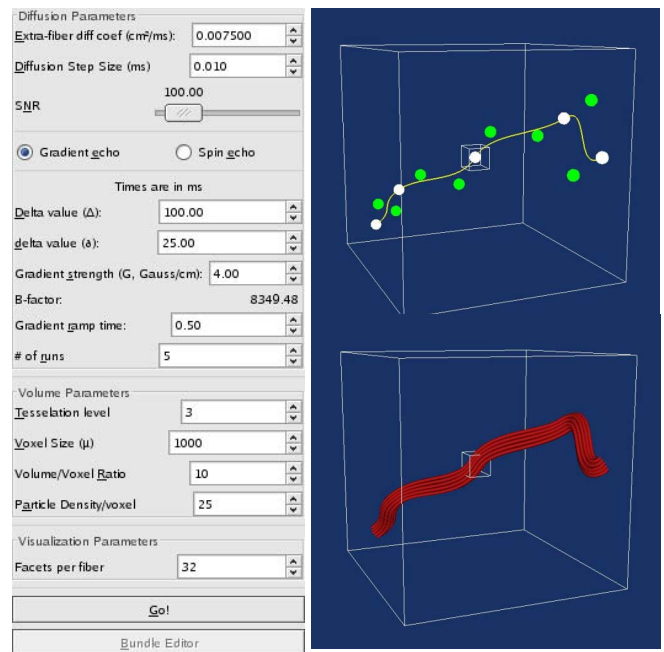 Diffusion Parameters
Extra-fiber diff coef (cm²/ms): 0.007500
Diffusion Step Size (ms) 0.010
100.00
SNR
Gradient echo Spin echo
Times are in ms
Delta value (Δ): 100.00
delta value (∂): 25.00
Gradient strength (G, Gauss/cm): 4.00
B-factor: 8349.48
Gradient ramp time: 0.50
# of runs 5
Volume Parameters
Tesselation level 3
Voxel Size (μ) 1000
Volume/Voxel Ratio 10
Particle Density/voxel 25
Visualization Parameters
Facets per fiber 32
Go!
Bundle Editor